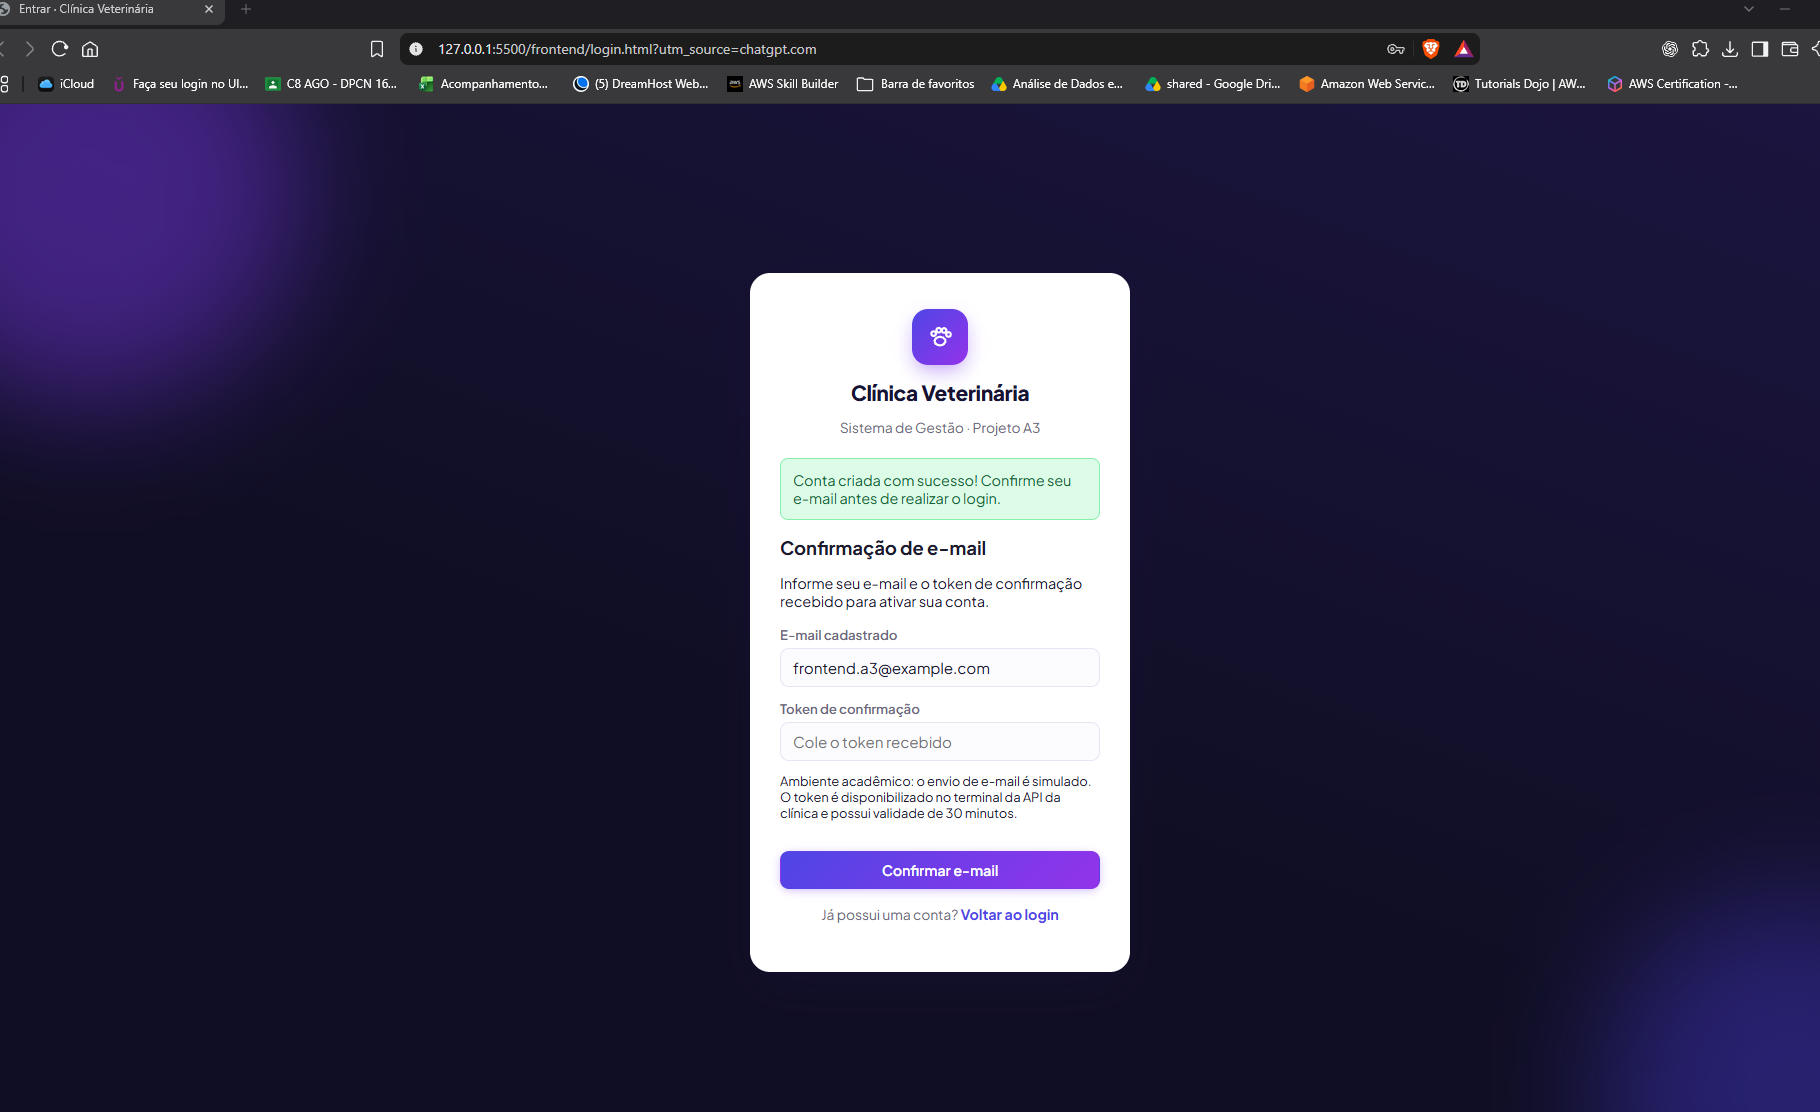 Entrar · Clínica Veterinária
127.0.0.1:5500/frontend/login.html?utm_source=chatgpt.com
iCloud
Faça seu login no Ul...
C8 AGO - DPCN 16...
Acompanhamento...
(5) DreamHost Web...
AWS Skill Builder
Barra de favoritos
Análise de Dados e...
shared - Google Dri...
Amazon Web Servic...
Tutorials Dojo | AW...
AWS Certification -...
Clínica Veterinária
Sistema de Gestão · Projeto A3
Conta criada com sucesso! Confirme seu
e-mail antes de realizar o login.
Confirmação de e-mail
Informe seu e-mail e o token de confirmação
recebido para ativar sua conta.
E-mail cadastrado
frontend.a3@example.com
Token de confirmação
Cole o token recebido
Ambiente acadêmico: o envio de e-mail é simulado.
O token é disponibilizado no terminal da API da
clínica e possui validade de 30 minutos.
Confirmar e-mail
Já possui uma conta? Voltar ao login